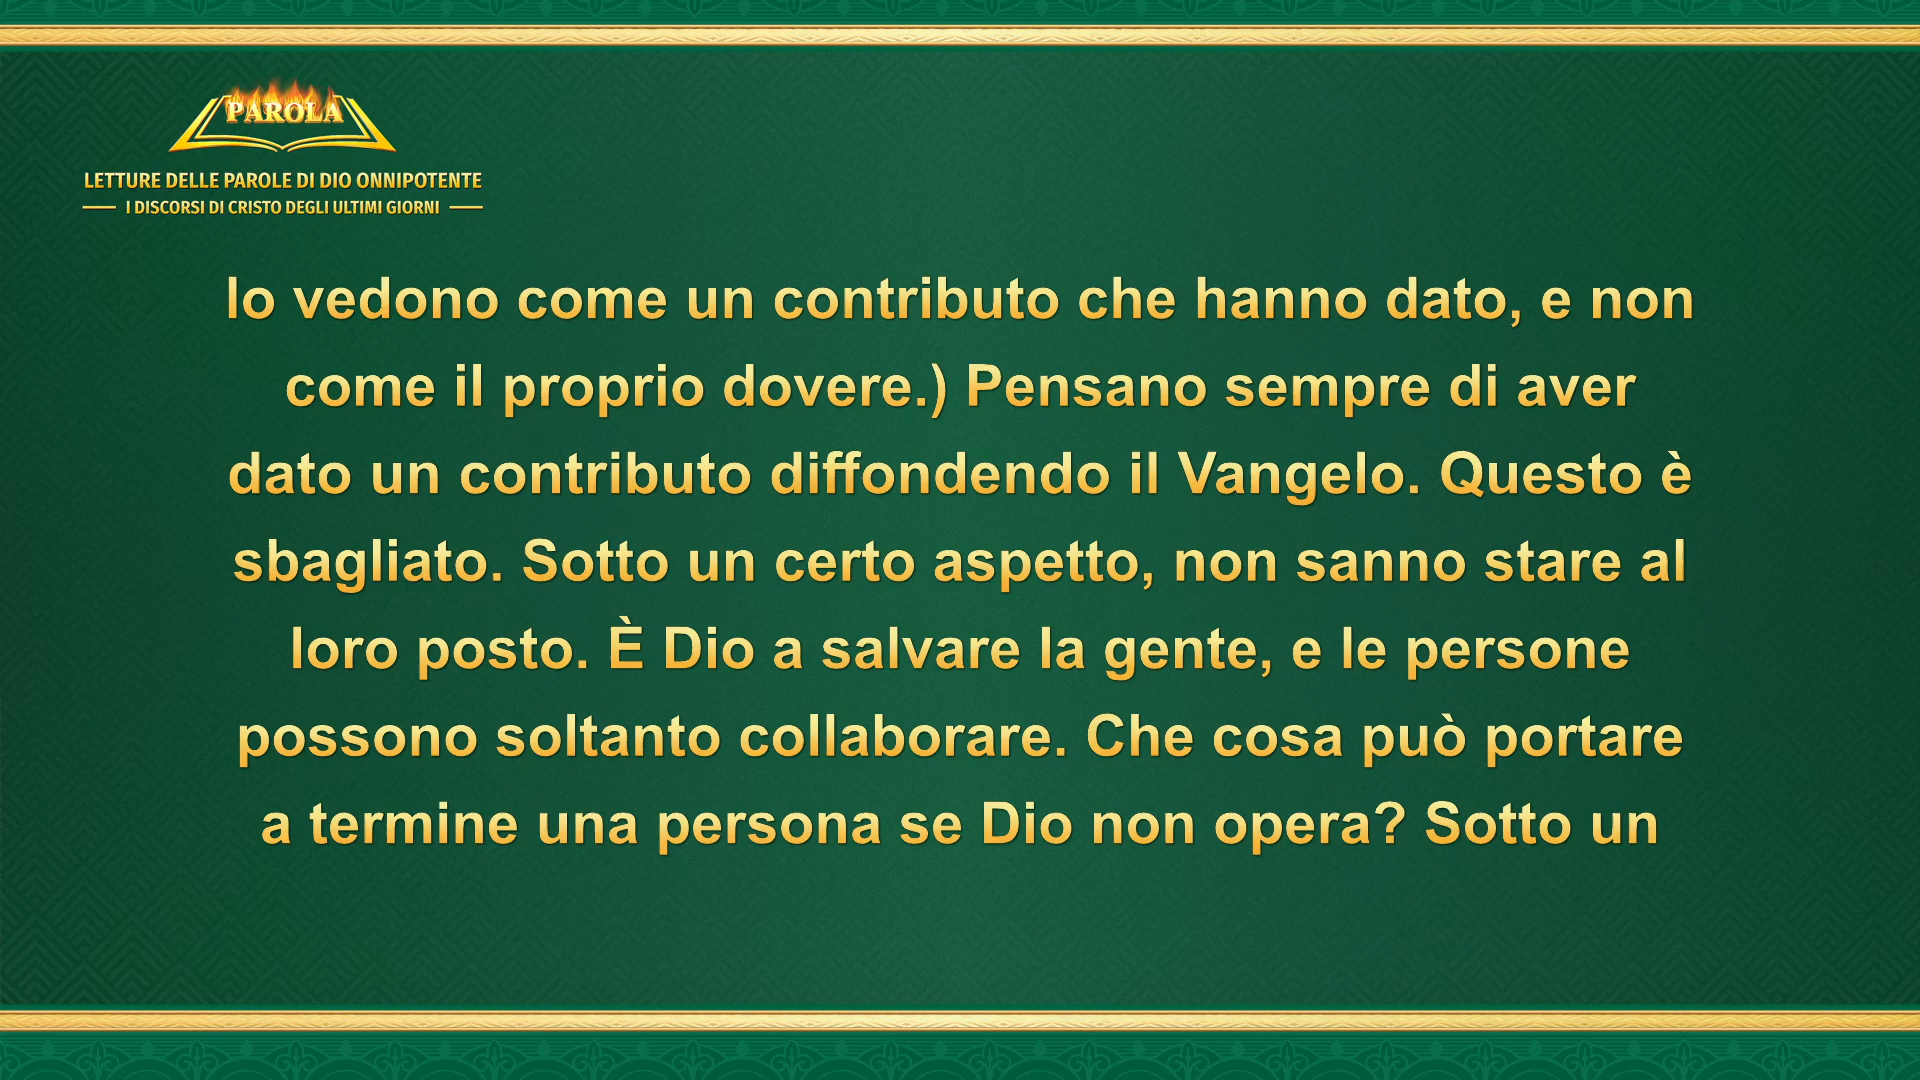 PAROLA
LETTURE DELLE PAROLE DI DIO ONNIPOTENTE
I DISCORSI DI CRISTO DEGLI ULTIMI GIORNI
lo vedono come un contributo che hanno dato, e non
come il proprio dovere.) Pensano sempre di aver
dato un contributo diffondendo il Vangelo. Questo è
sbagliato. Sotto un certo aspetto, non sanno stare al
loro posto. È Dio a salvare la gente, e le persone
possono soltanto collaborare. Che cosa può portare
a termine una persona se Dio non opera? Sotto un